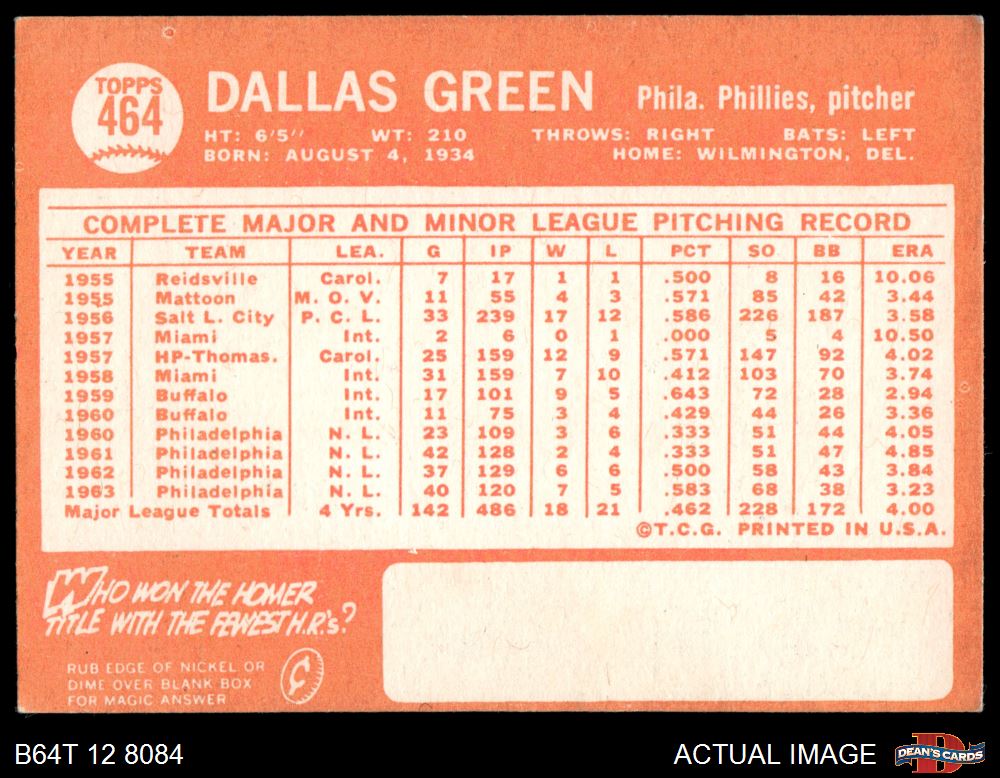 TOPPS
464
DALLAS GREEN Phila. Phillies, pitcher
HT: 6'5'' WT: 210 THROWS: RIGHT BATS: LEFT
BORN: AUGUST 4, 1934 HOME: WILMINGTON, DEL.
COMPLETE MAJOR AND MINOR LEAGUE PITCHING RECORD
YEAR TEAM LEA. G IP W L PCT SO BB ERA
1955 Reidsville Carol. 7 17 1 1 .500 8 16 10.06
1955 Mattoon M. O. V. 11 55 4 3 .571 85 42 3.44
1956 Salt L. City P. C. L. 33 239 17 12 .586 226 187 3.58
1957 Miami Int. 2 6 0 1 .000 5 4 10.50
1957 HP-Thomas. Carol. 25 159 12 9 .571 147 92 4.02
1958 Miami Int. 31 159 7 10 .412 103 70 3.74
1959 Buffalo Int. 17 101 9 5 .643 72 28 2.94
1960 Buffalo Int. 11 75 3 4 .429 44 26 3.36
1960 Philadelphia N. L. 23 109 3 6 .333 51 44 4.05
1961 Philadelphia N. L. 42 128 2 4 .333 51 47 4.85
1962 Philadelphia N. L. 37 129 6 6 .500 58 43 3.84
1963 Philadelphia N. L. 40 120 7 5 .583 68 38 3.23
Major League Totals 4 Yrs. 142 486 18 21 .462 228 172 4.00
©T.C.G. PRINTED IN U.S.A.
WHO WON THE HOMER
TITLE WITH THE FEWEST H.R.'s.?
RUB EDGE OF NICKEL OR
DIME OVER BLANK BOX
FOR MAGIC ANSWER
¢
B64T 12 8084 ACTUAL IMAGE
DEAN'S CARDS